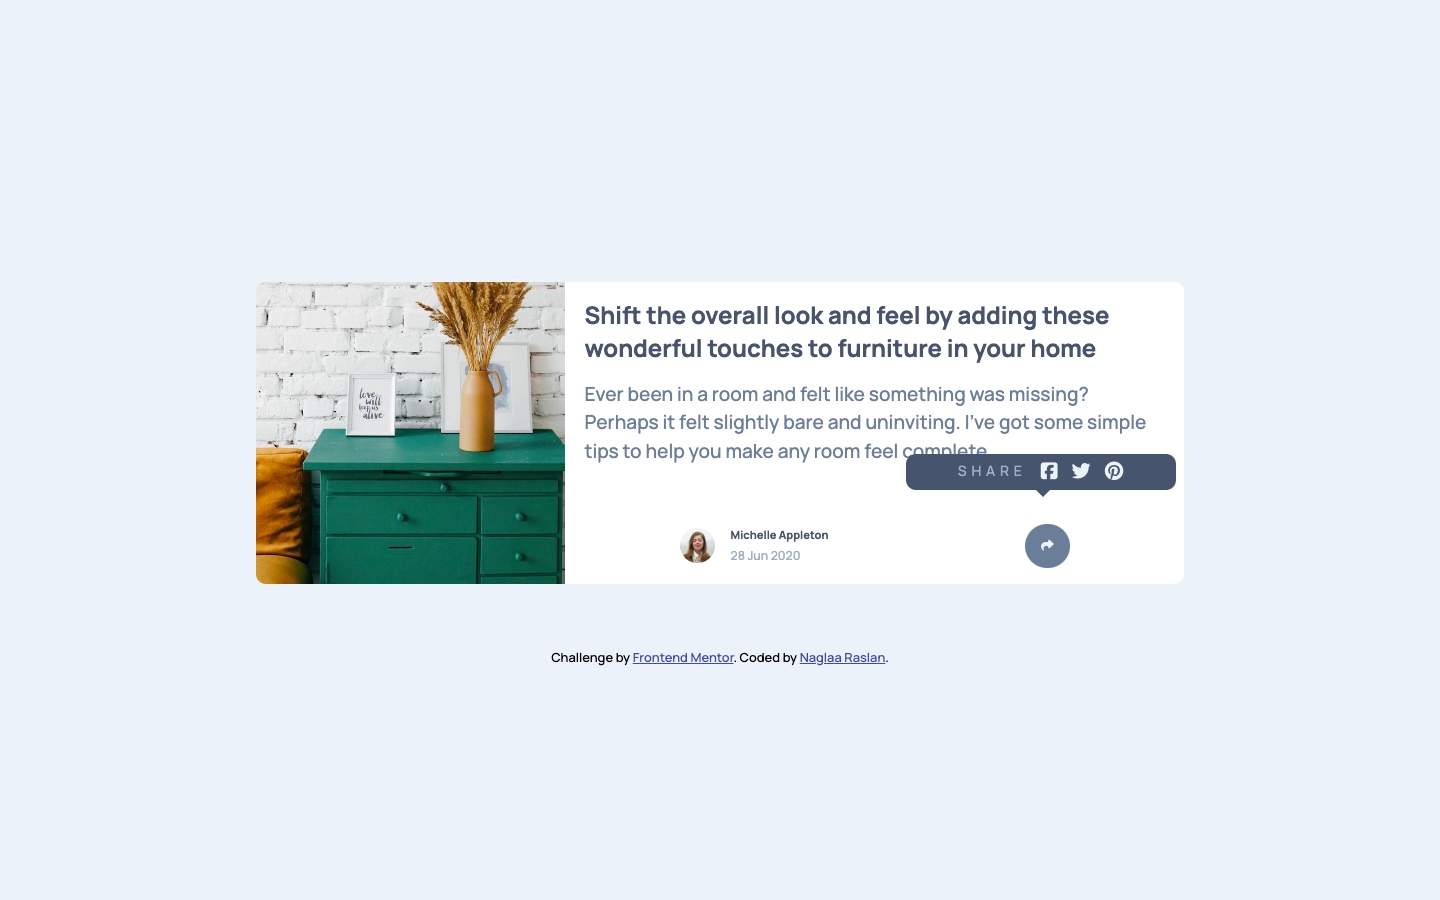 Shift the overall look and feel by adding these
wonderful touches to furniture in your home
Ever been in a room and felt like something was missing?
Perhaps it felt slightly bare and uninviting. I've got some simple
tips to help you make any room feel complete.
SHARE
Michelle Appleton
28 Jun 2020
love
will
keep us
alive
Challenge by Frontend Mentor. Coded by Naglaa Raslan.